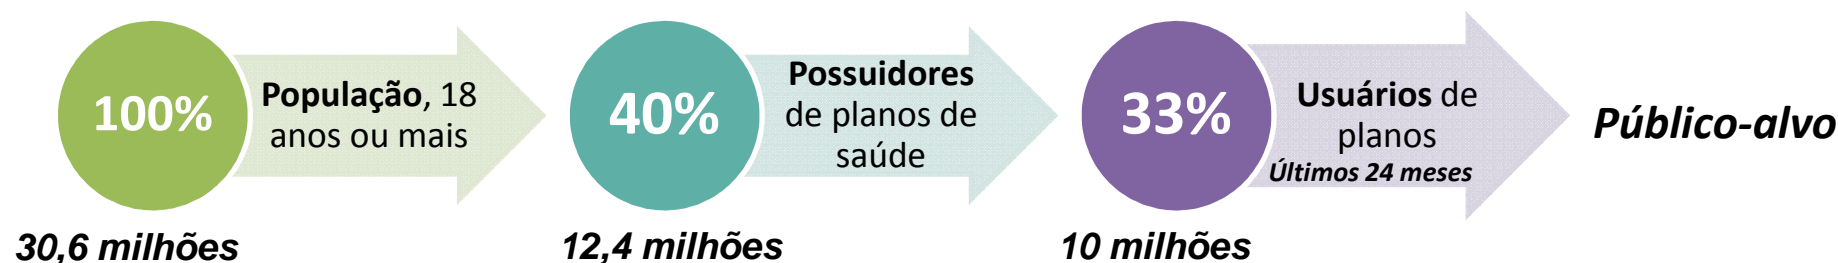 100%
População, 18
anos ou mais
30,6 milhões
40%
Possuidores
de planos de
saúde
12,4 milhões
33%
Usuários de
planos
Últimos 24 meses
10 milhões
Público-alvo